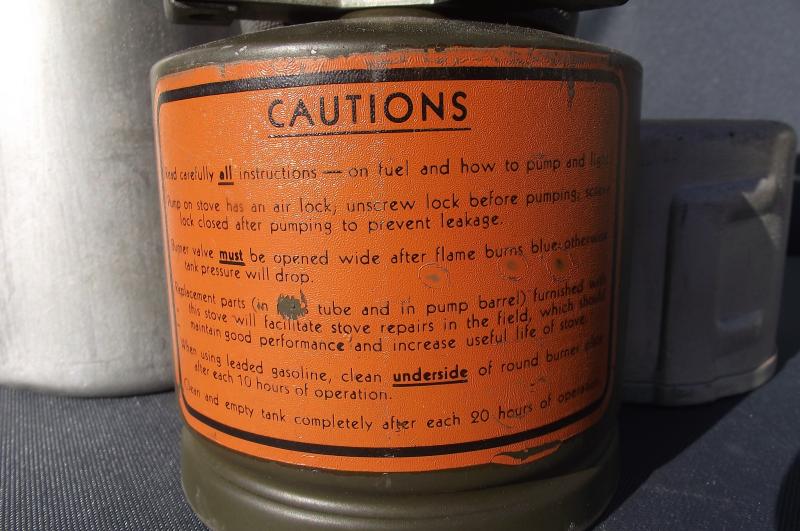 CAUTIONS
Read carefully all instructions — on fuel and how to pump and light
Pump on stove has an air lock, unscrew lock before pumping; screw
lock closed after pumping to prevent leakage.
Burner valve must be opened wide after flame burns blue: otherwise
tank pressure will drop.
Replacement parts (in tube and in pump barrel) furnished with
this stove will facilitate stove repairs in the field, which should
maintain good performance and increase useful life of stove.
When using leaded gasoline, clean underside of round burner plate
after each 10 hours of operation.
Clean and empty tank completely after each 20 hours of operation.